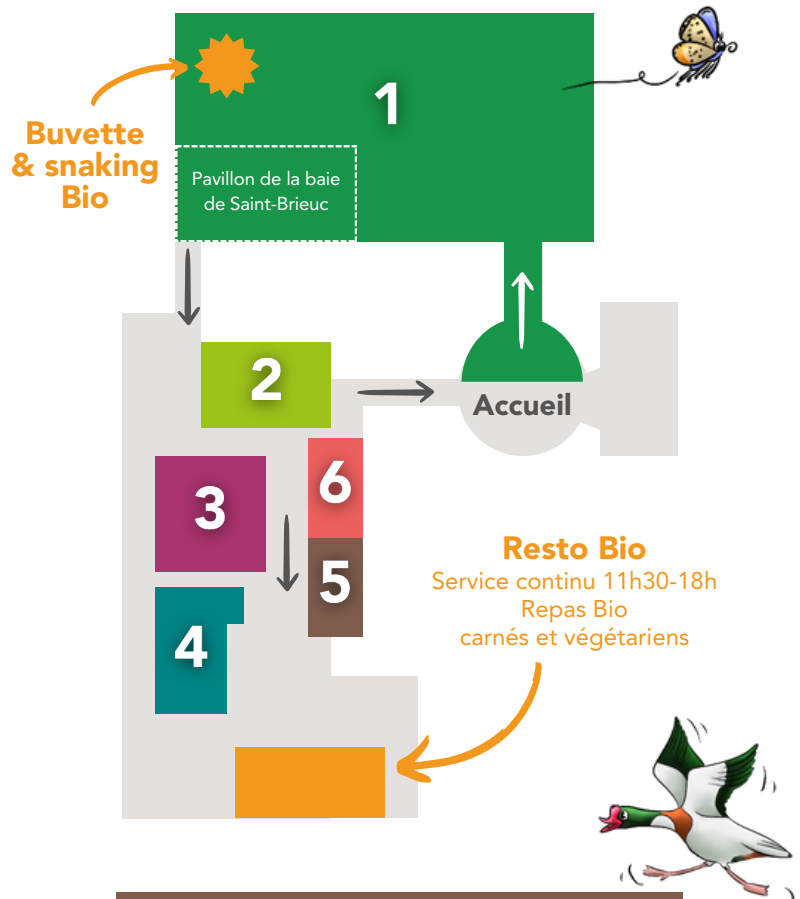 1
Buvette
& snaking
Bio
Pavillon de la baie
de Saint-Brieuc
2
Accueil
6
3
5
4
Resto Bio
Service continu 11h30-18h
Repas Bio
carnés et végétariens